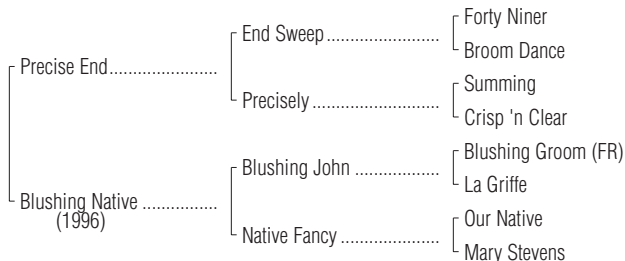 Forty Niner
End Sweep
Broom Dance
Precise End
Summing
Precisely
Crisp 'n Clear
Blushing Groom (FR)
Blushing John
La Griffe
Blushing Native
(1996)
Our Native
Native Fancy
Mary Stevens